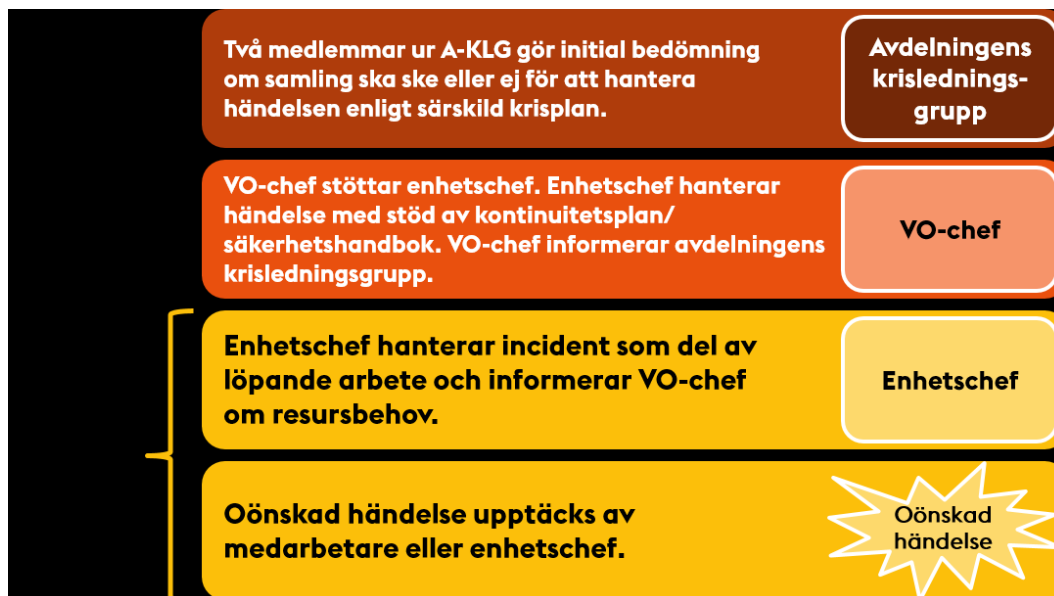 Två medlemmar ur A-KLG gör initial bedömning
om samling ska ske eller ej för att hantera
händelsen enligt särskild krisplan.
Avdelningens
krislednings-
grupp
VO-chef stöttar enhetschef. Enhetschef hanterar
händelse med stöd av kontinuitetsplan/
säkerhetshandbok. VO-chef informerar avdelningens
krisledningsgrupp.
VO-chef
Enhetschef hanterar incident som del av
löpande arbete och informerar VO-chef
om resursbehov.
Enhetschef
Oönskad händelse upptäcks av
medarbetare eller enhetschef.
Oönskad
händelse